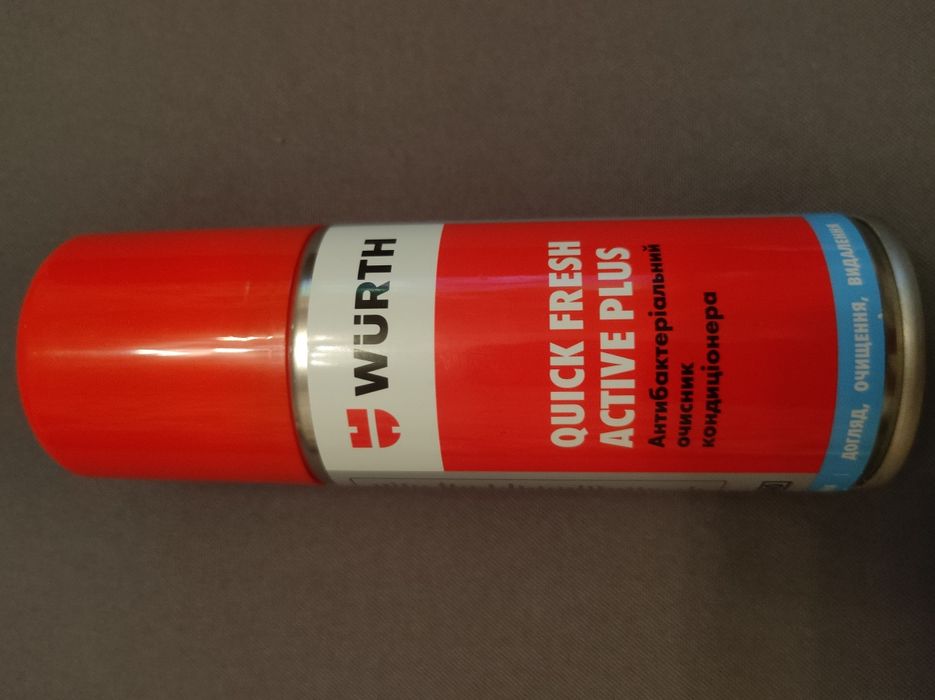 WÜRTH
QUICK FRESH
ACTIVE PLUS
Антибактеріальний
очисник
кондиціонера
ДОГЛЯД, ОЧИЩЕННЯ, ВИДАЛЕННЯ